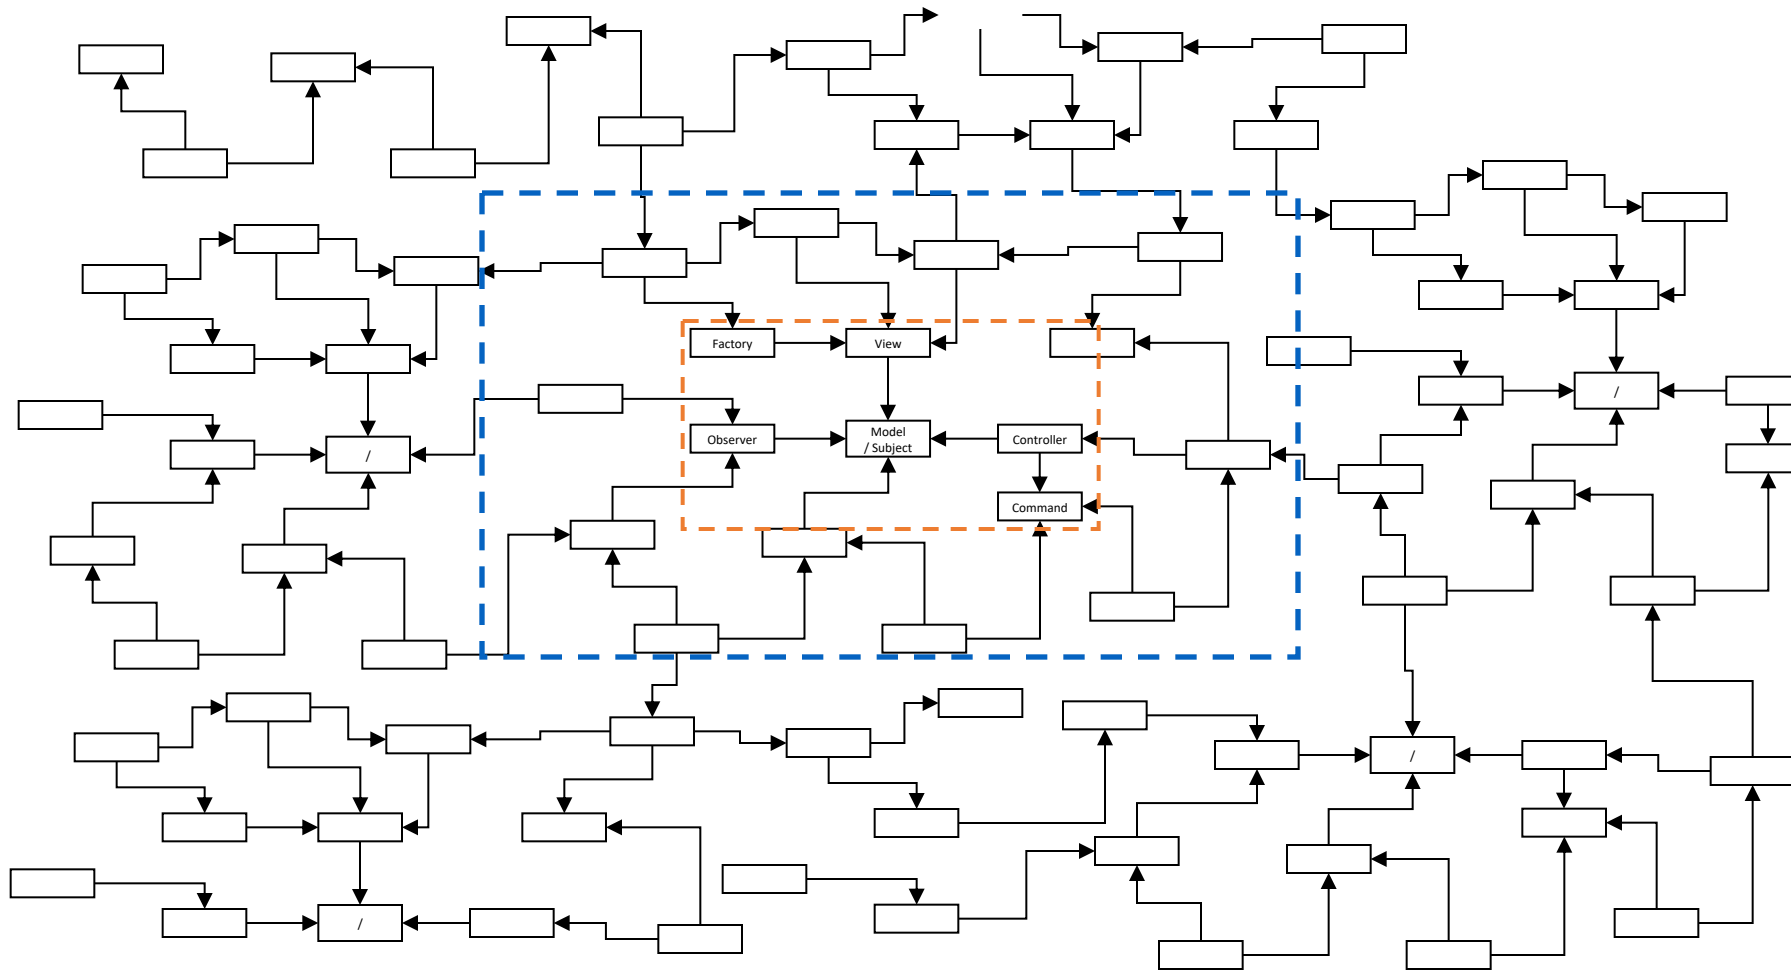 Factory
View
/
Observer
Model
/ Subject
Controller
/
Command
/
/